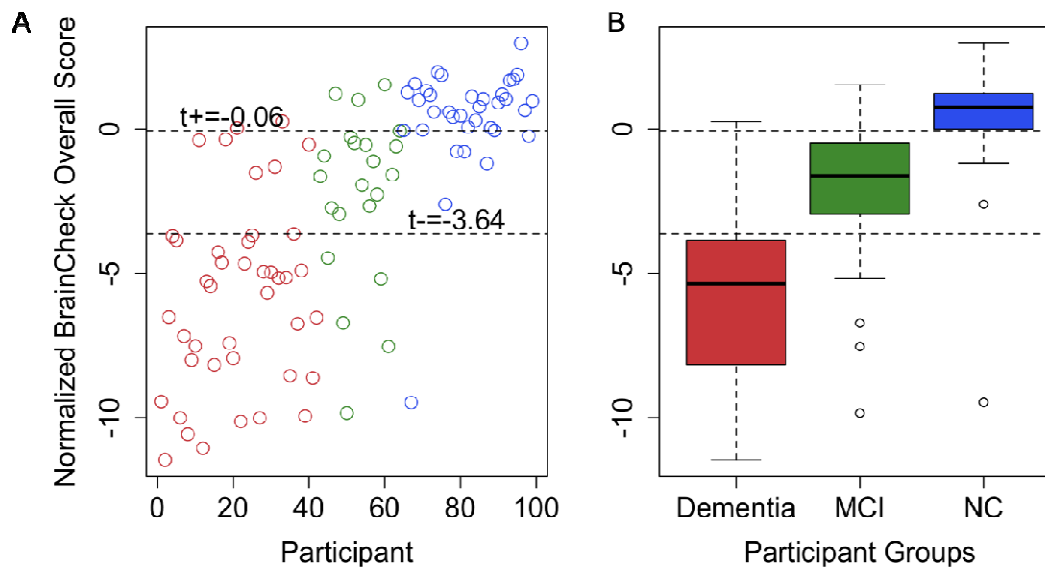 A
Normalized BrainCheck Overall Score
0
-5
-10
t+=-0.06
t-=-3.64
0 20 40 60 80 100
Participant
B
0
-5
-10
Dementia MCI NC
Participant Groups